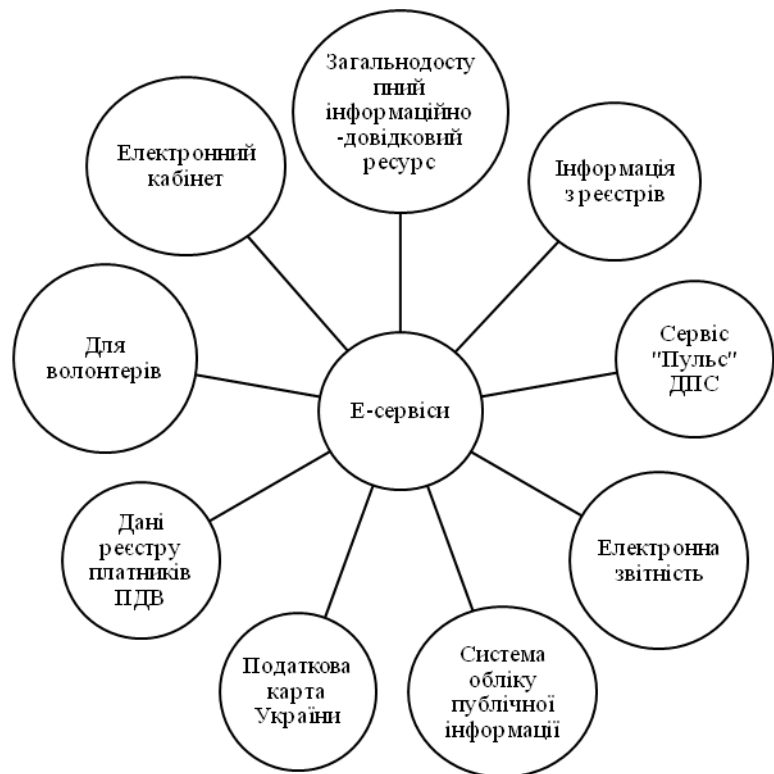 Загальнодосту
пний
інформаційно
-довідковий
ресурс
Інформація
з реєстрів
Сервіс
"Пульс"
ДПС
Електронна
звітність
Система
обліку
публічної
інформації
Податкова
карта
України
Дані
реєстру
платників
ПДВ
Для
волонтерів
Електронний
кабінет
Е-сервіси